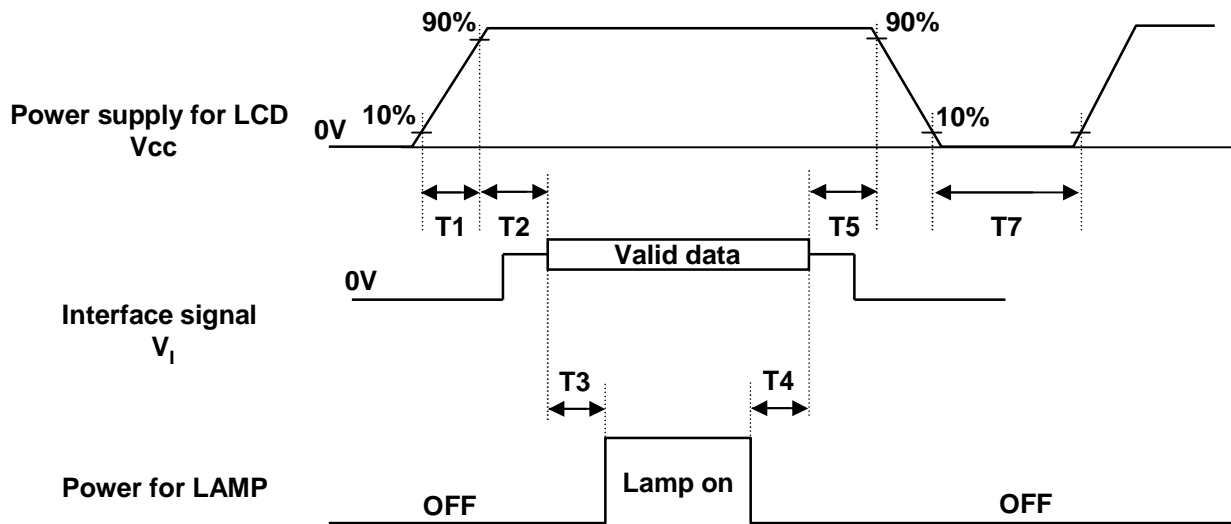 90%
90%
Power supply for LCD
Vcc
0V
10%
10%
T1
T2
T5
T7
Valid data
0V
Interface signal
VI
T3
T4
Power for LAMP
OFF
Lamp on
OFF